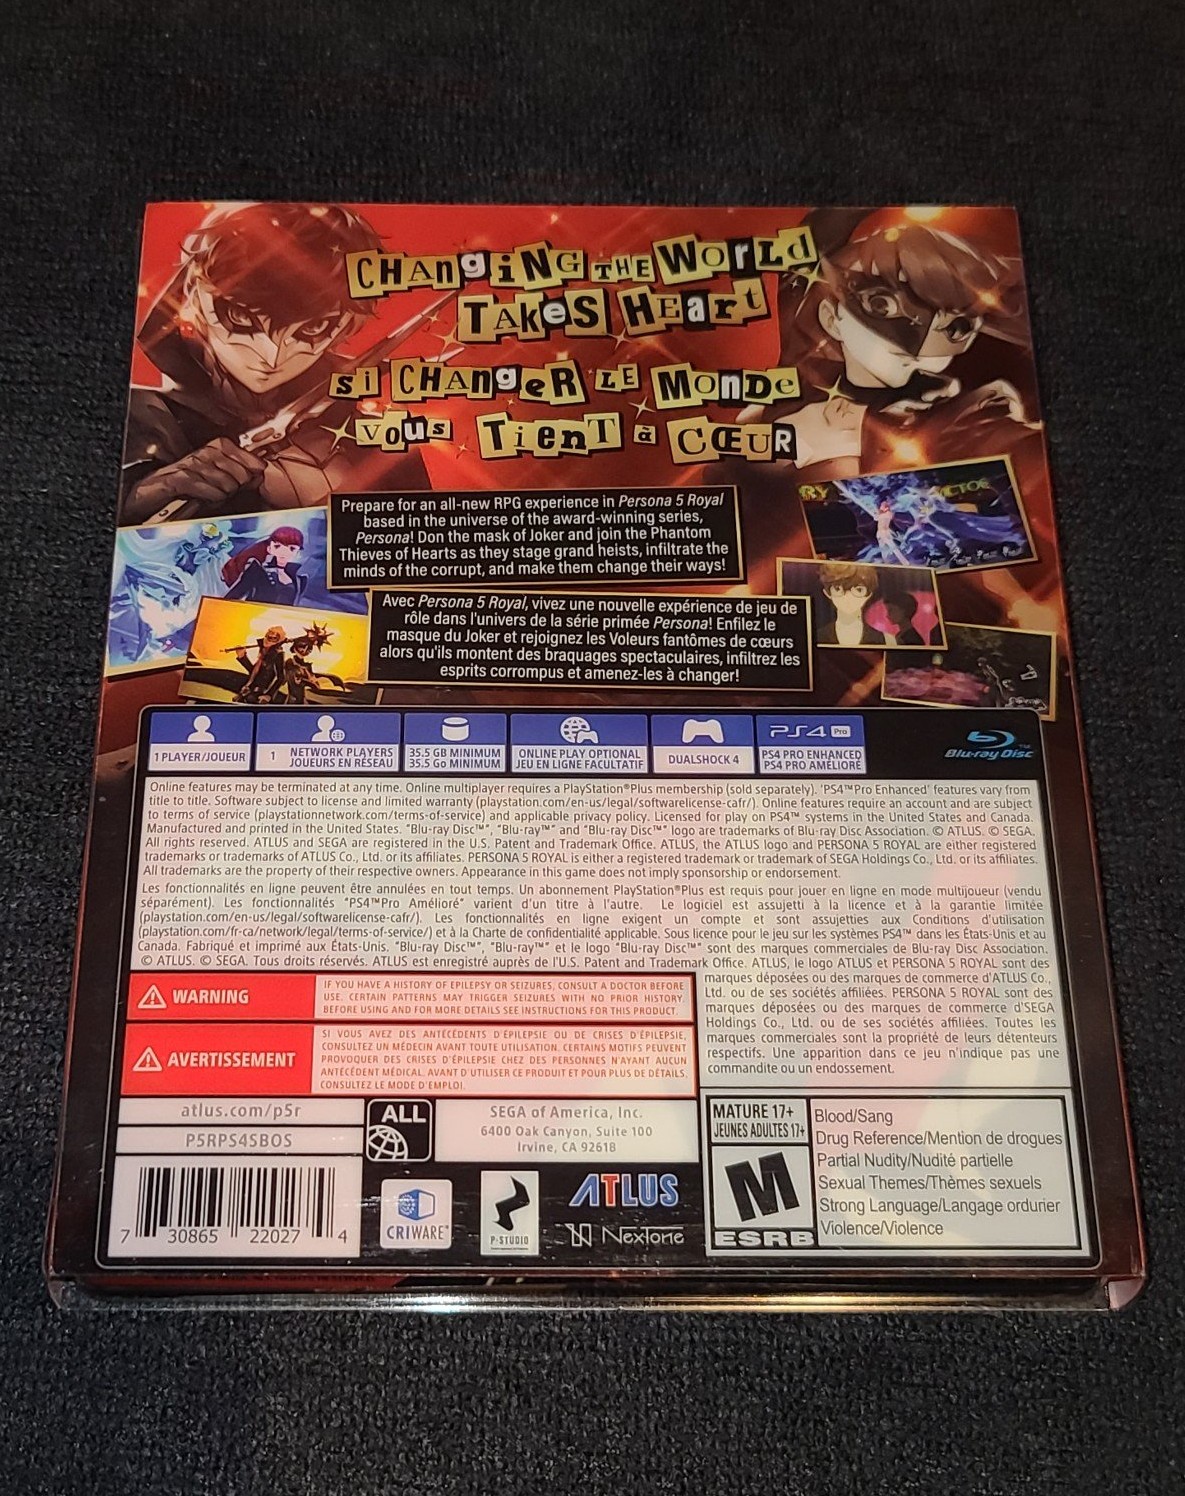 CHANgiNG THE WOrLd
TAKeS HEart
si CHANgeR LE MoNDe
vous TienT à CŒUR
Prepare for an all-new RPG experience in Persona 5 Royal
based in the universe of the award-winning series,
Persona! Don the mask of Joker and join the Phantom
Thieves of Hearts as they stage grand heists, infiltrate the
minds of the corrupt, and make them change their ways!
Avec Persona 5 Royal, vivez une nouvelle expérience de jeu de
rôle dans l'univers de la série primée Persona! Enfilez le
masque du Joker et rejoignez les Voleurs fantômes de cœurs
alors qu'ils montent des braquages spectaculaires, infiltrez les
esprits corrompus et amenez-les à changer!
1 PLAYER/JOUEUR
1 NETWORK PLAYERS
JOUEURS EN RÉSEAU
35.5 GB MINIMUM
35.5 Go MINIMUM
ONLINE PLAY OPTIONAL
JEU EN LIGNE FACULTATIF
DUALSHOCK 4
PS4 Pro
PS4 PRO ENHANCED
PS4 PRO AMÉLIORÉ
Blu-ray Disc™
Online features may be terminated at any time. Online multiplayer requires a PlayStation®Plus membership (sold separately). 'PS4™Pro Enhanced' features vary from
title to title. Software subject to license and limited warranty (playstation.com/en-us/legal/softwarelicense-cafr/). Online features require an account and are subject
to terms of service (playstationnetwork.com/terms-of-service) and applicable privacy policy. Licensed for play on PS4™ systems in the United States and Canada.
Manufactured and printed in the United States. "Blu-ray Disc™", "Blu-ray™" and "Blu-ray Disc™" logo are trademarks of Blu-ray Disc Association. © ATLUS. © SEGA.
All rights reserved. ATLUS and SEGA are registered in the U.S. Patent and Trademark Office. ATLUS, the ATLUS logo and PERSONA 5 ROYAL are either registered
trademarks or trademarks of ATLUS Co., Ltd. or its affiliates. PERSONA 5 ROYAL is either a registered trademark or trademark of SEGA Holdings Co., Ltd. or its affiliates.
All trademarks are the property of their respective owners. Appearance in this game does not imply sponsorship or endorsement.
Les fonctionnalités en ligne peuvent être annulées en tout temps. Un abonnement PlayStation®Plus est requis pour jouer en ligne en mode multijoueur (vendu
séparément). Les fonctionnalités "PS4™Pro Amélioré" varient d'un titre à l'autre. Le logiciel est assujetti à la licence et à la garantie limitée
(playstation.com/en-us/legal/softwarelicense-cafr/). Les fonctionnalités en ligne exigent un compte et sont assujetties aux Conditions d'utilisation
(playstation.com/fr-ca/network/legal/terms-of-service/) et à la Charte de confidentialité applicable. Sous licence pour le jeu sur les systèmes PS4™ dans les États-Unis et au
Canada. Fabriqué et imprimé aux États-Unis. "Blu-ray Disc™", "Blu-ray™" et le logo "Blu-ray Disc™" sont des marques commerciales de Blu-ray Disc Association.
© ATLUS. © SEGA. Tous droits réservés. ATLUS est enregistré auprès de l'U.S. Patent and Trademark Office. ATLUS, le logo ATLUS et PERSONA 5 ROYAL sont des
marques déposées ou des marques de commerce d'ATLUS Co.,
Ltd. ou de ses sociétés affiliées. PERSONA 5 ROYAL sont des
marques déposées ou des marques de commerce d'SEGA
Holdings Co., Ltd. ou de ses sociétés affiliées. Toutes les
marques commerciales sont la propriété de leurs détenteurs
respectifs. Une apparition dans ce jeu n'indique pas une
commandite ou un endossement.
WARNING
IF YOU HAVE A HISTORY OF EPILEPSY OR SEIZURES, CONSULT A DOCTOR BEFORE
USE. CERTAIN PATTERNS MAY TRIGGER SEIZURES WITH NO PRIOR HISTORY.
BEFORE USING AND FOR MORE DETAILS SEE INSTRUCTIONS FOR THIS PRODUCT.
AVERTISSEMENT
SI VOUS AVEZ DES ANTÉCÉDENTS D'ÉPILEPSIE OU DE CRISES D'ÉPILEPSIE,
CONSULTEZ UN MÉDECIN AVANT TOUTE UTILISATION. CERTAINS MOTIFS PEUVENT
PROVOQUER DES CRISES D'ÉPILEPSIE CHEZ DES PERSONNES N'AYANT AUCUN
ANTÉCÉDENT MÉDICAL. AVANT D'UTILISER CE PRODUIT ET POUR PLUS DE DÉTAILS,
CONSULTEZ LE MODE D'EMPLOI.
atlus.com/p5r
P5RPS4SBOS
ALL
SEGA of America, Inc.
6400 Oak Canyon, Suite 100
Irvine, CA 92618
7 30865 22027 4
CRIWARE™
P-STUDIO
ATLUS
NexTone
MATURE 17+
JEUNES ADULTES 17+
M
ESRB
Blood/Sang
Drug Reference/Mention de drogues
Partial Nudity/Nudité partielle
Sexual Themes/Thèmes sexuels
Strong Language/Langage ordurier
Violence/Violence